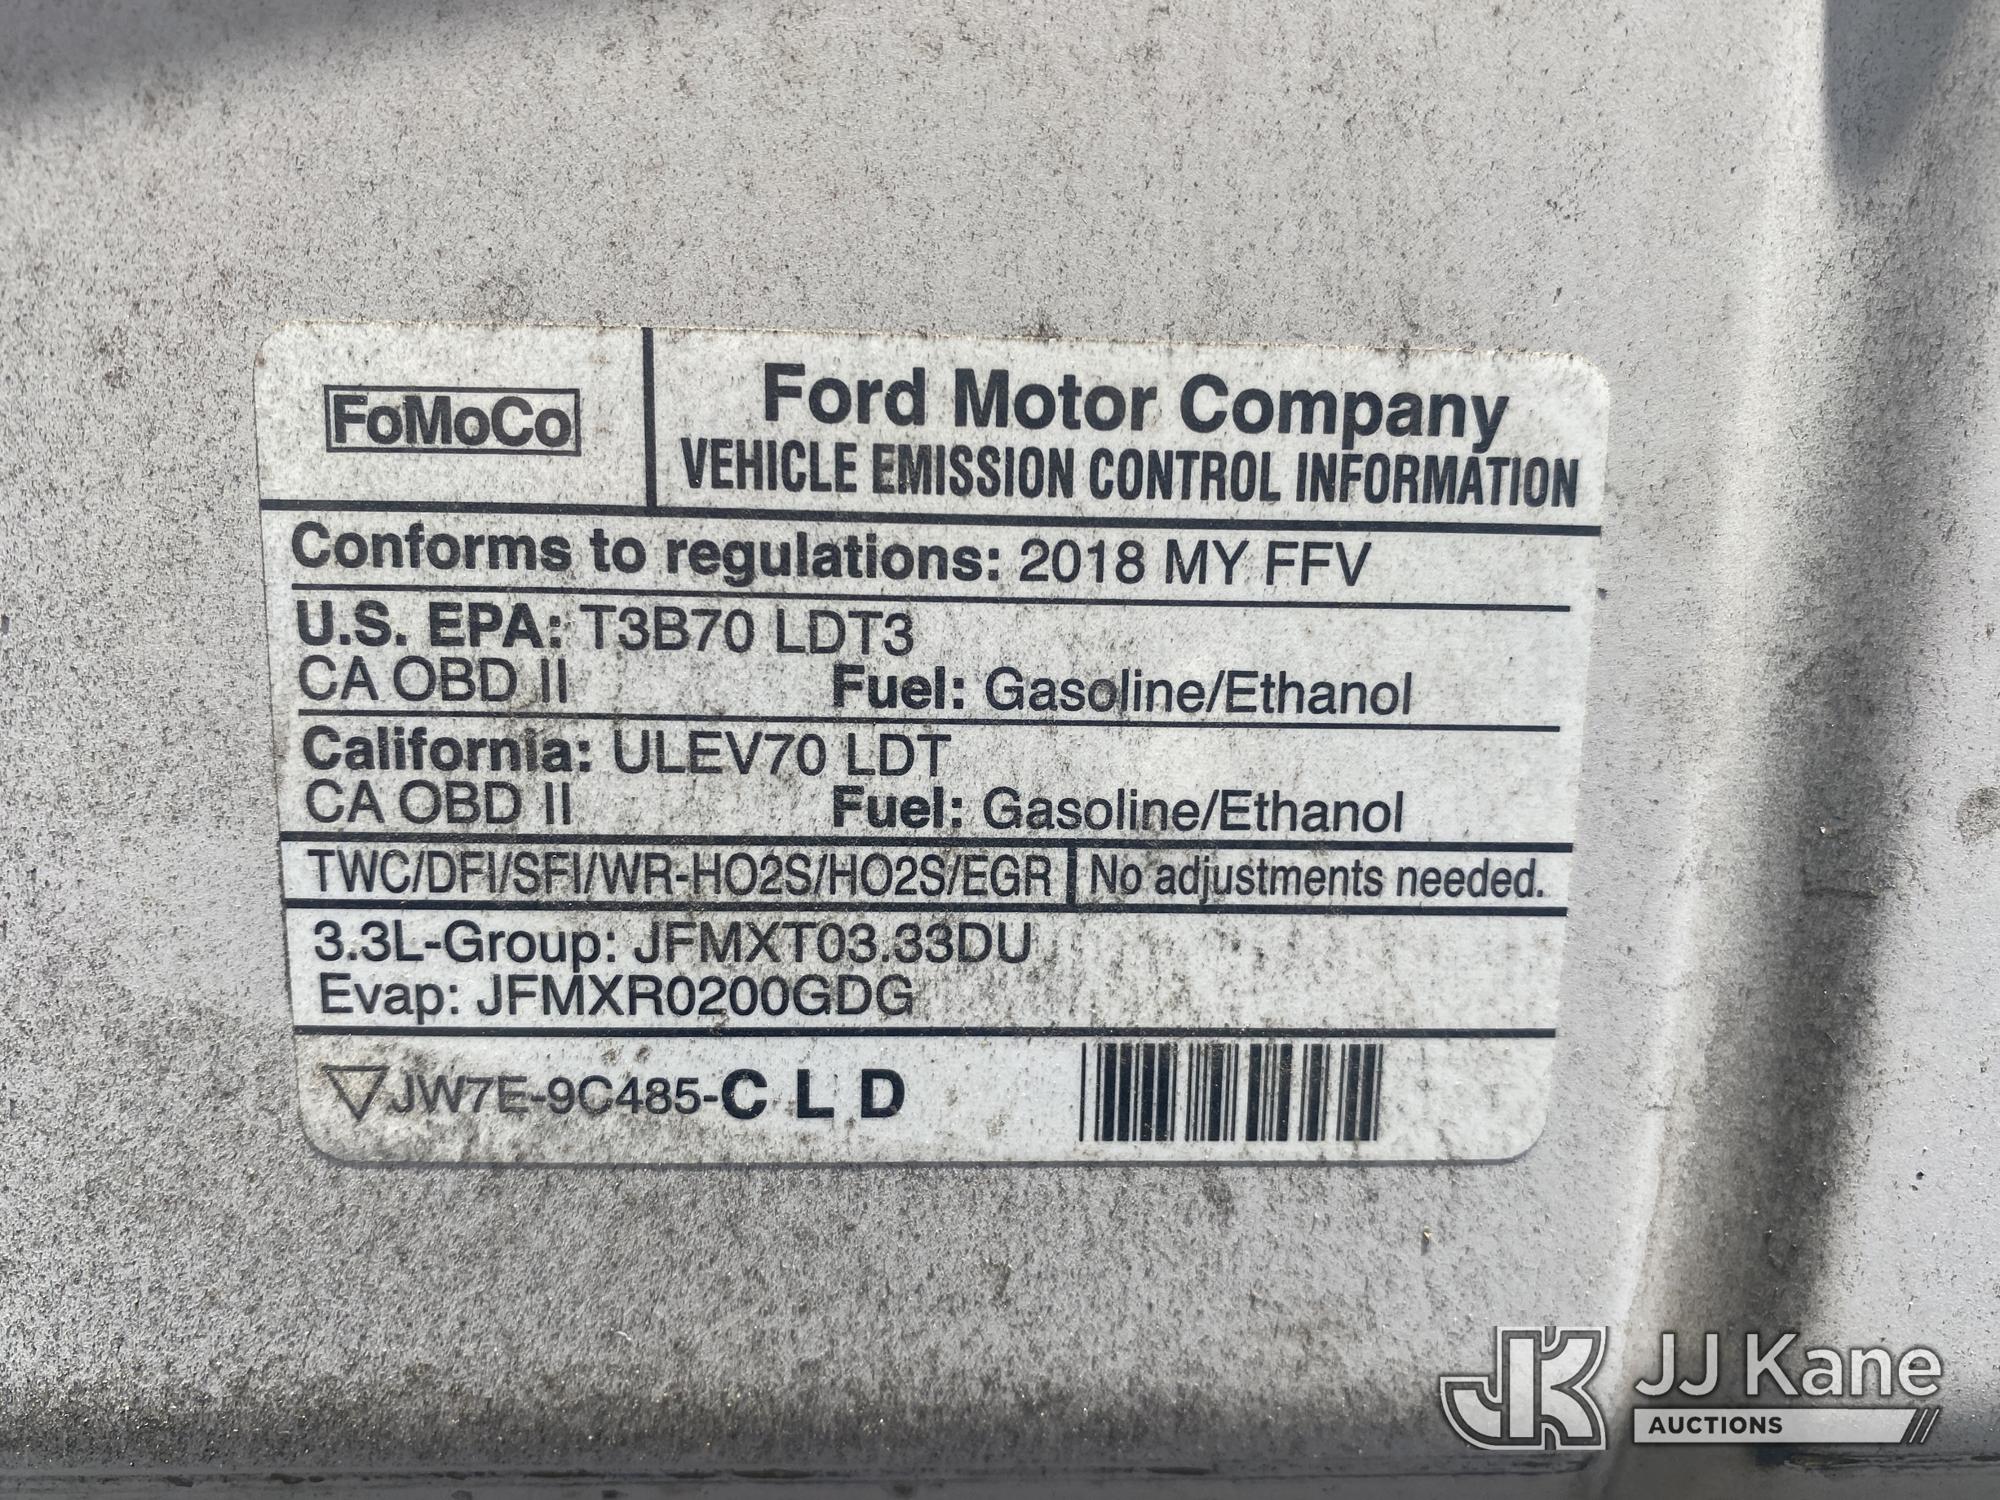 FoMoCo
Ford Motor Company
VEHICLE EMISSION CONTROL INFORMATION
Conforms to regulations: 2018 MY FFV
U.S. EPA: T3B70 LDT3
CA OBD II Fuel: Gasoline/Ethanol
California: ULEV70 LDT
CA OBD II Fuel: Gasoline/Ethanol
TWC/DFI/SFI/WR-HO2S/HO2S/EGR No adjustments needed.
3.3L-Group: JFMXT03.33DU
Evap: JFMXR0200GDG
JW7E-9C485-C L D
JK JJ Kane
AUCTIONS